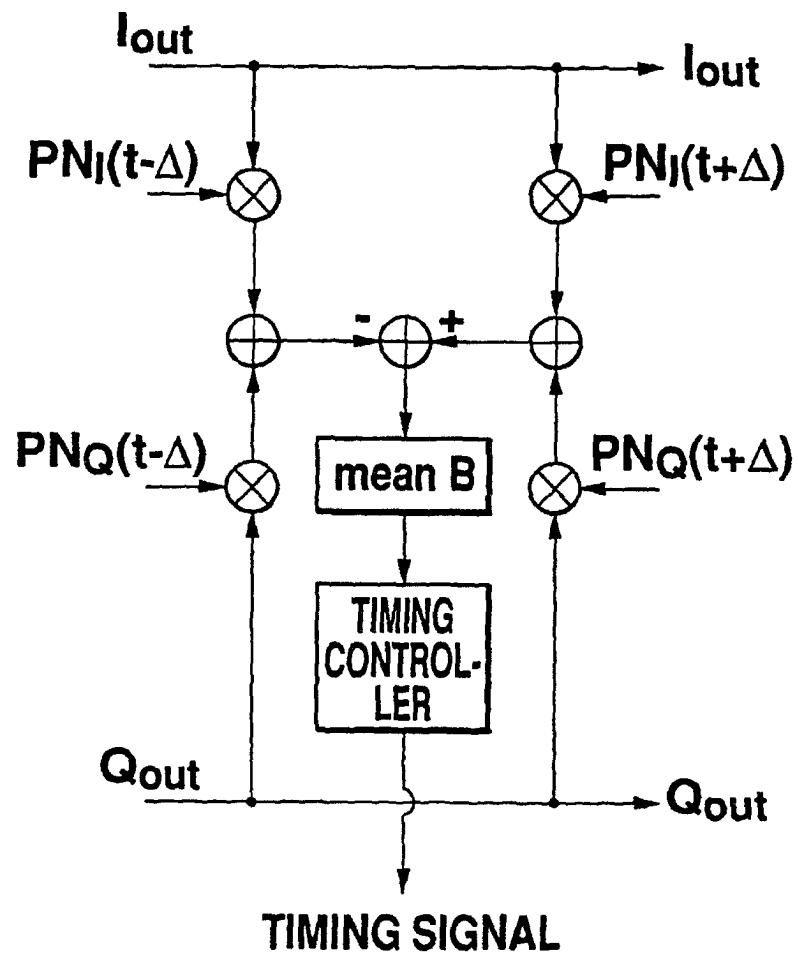 Iout
Iout
PNI(t-Δ)
PNI(t+Δ)
-
+
PNQ(t-Δ)
PNQ(t+Δ)
mean B
TIMING
CONTROL-
LER
Qout
Qout
TIMING SIGNAL